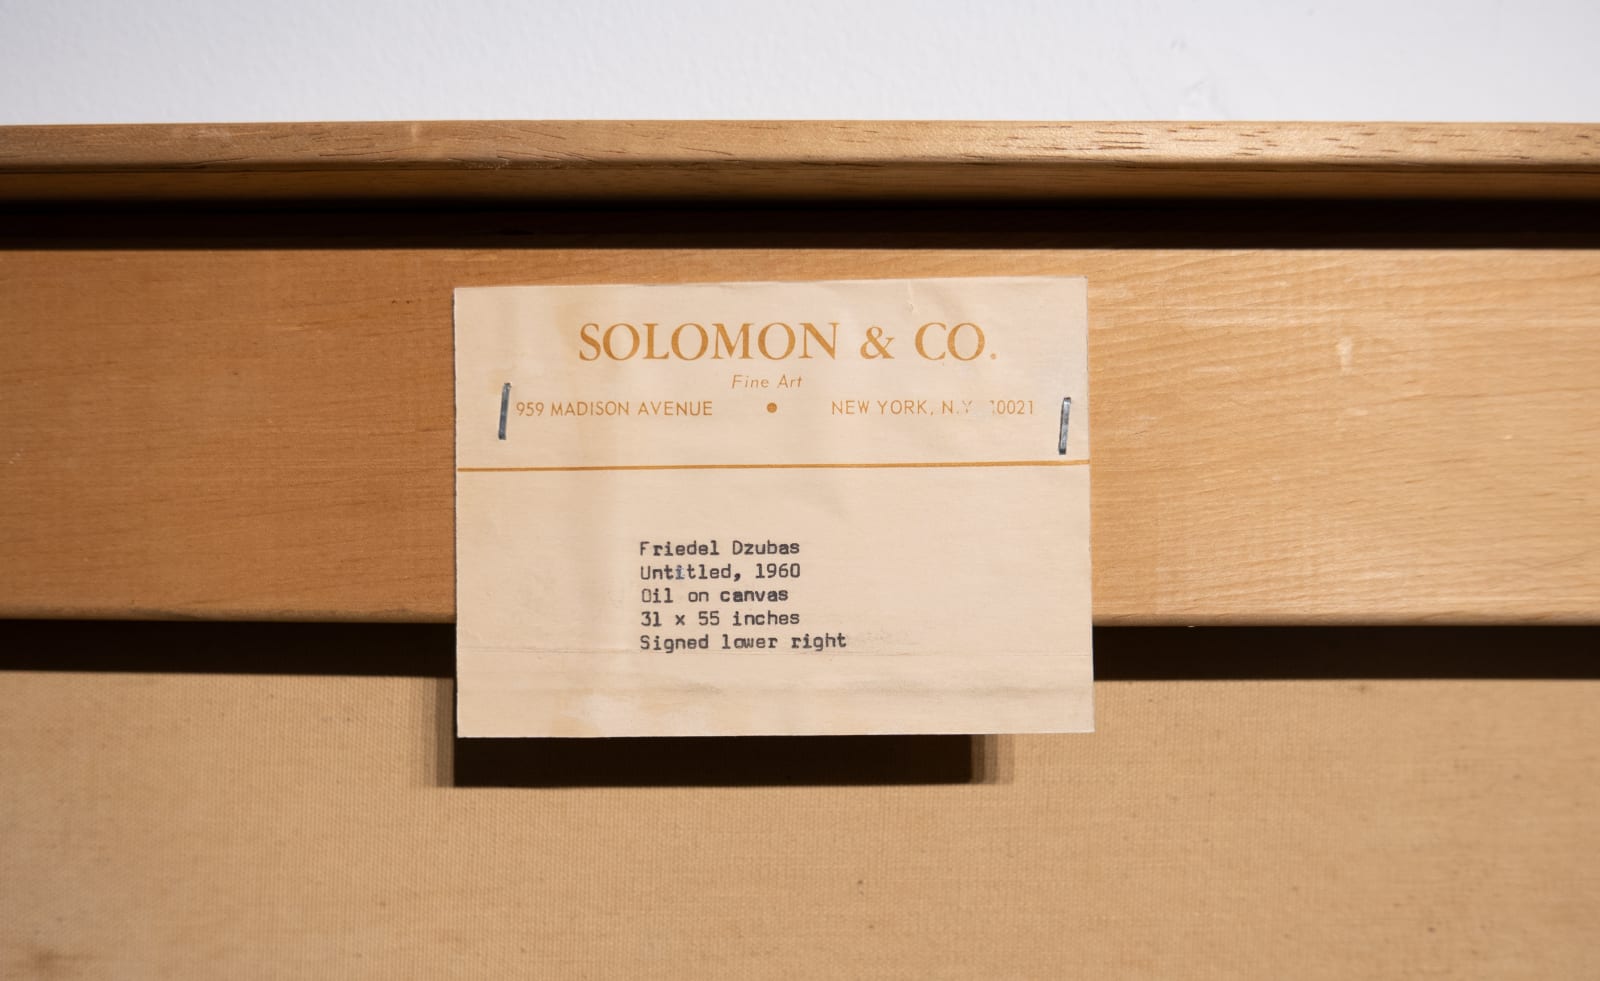 SOLOMON & CO.
Fine Art
959 MADISON AVENUE • NEW YORK, N.Y 10021
Friedel Dzubas
Untitled, 1960
Oil on canvas
31 x 55 inches
Signed lower right